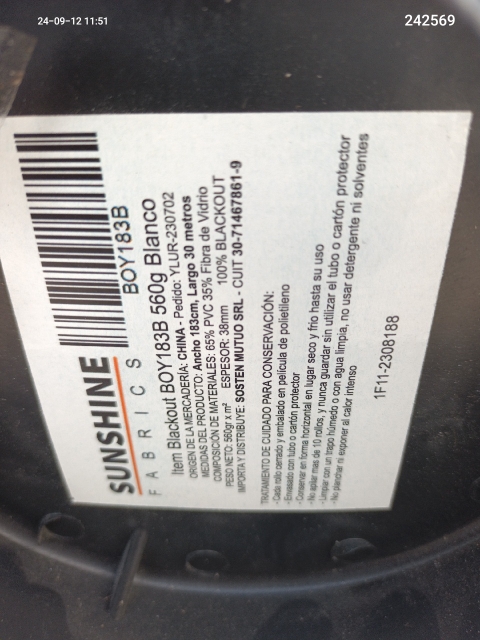 24-09-12 11:51
242569
SUNSHINE
F A B R I C S
BOY183B
Item Blackout BOY183B 560g Blanco
ORIGEN DE LA MERCADERÍA: CHINA - Pedido: YLUR-230702
MEDIDAS DEL PRODUCTO: Ancho 183cm, Largo 30 metros
COMPOSICIÓN DE MATERIALES: 65% PVC 35% Fibra de Vidrio
PESO NETO: 560gr x m² ESPESOR: 38mm 100% BLACKOUT
IMPORTA Y DISTRIBUYE: SOSTEN MUTUO SRL - CUIT 30-71467861-9
TRATAMIENTO DE CUIDADO PARA CONSERVACIÓN:
- Cada rollo cerrado y embalado en película de polietileno
- Envasado con tubo o cartón protector
- Conservar en forma horizontal en lugar seco y frío hasta su uso
- No apilar mas de 10 rollos, y nunca guardar sin utilizar el tubo o cartón protector
- Limpiar con un trapo húmedo o con agua limpia, no usar detergente ni solventes
- No planchar ni exponer al calor intenso
1F11-2308188